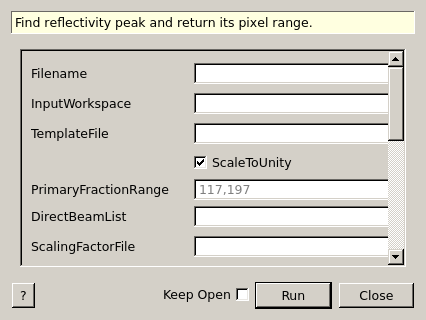 Find reflectivity peak and return its pixel range.
Filename
InputWorkspace
TemplateFile
ScaleToUnity
PrimaryFractionRange 117,197
DirectBeamList
ScalingFactorFile
? Keep Open Run Close